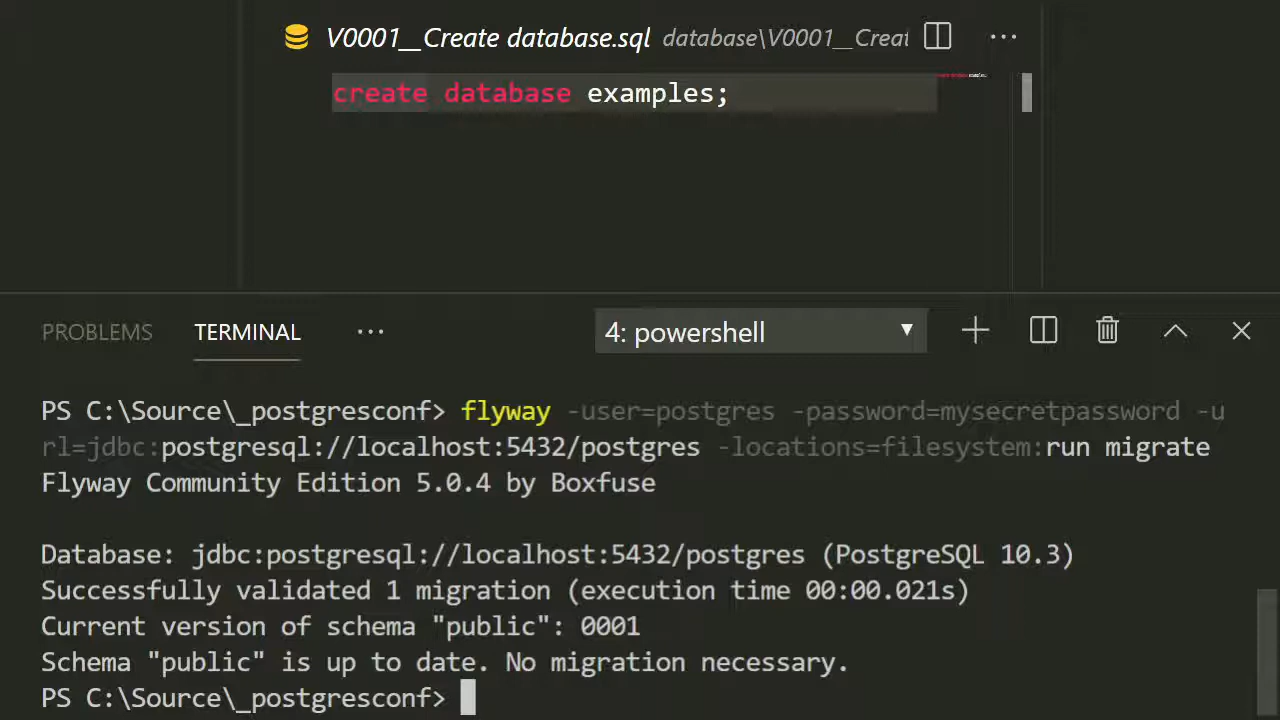 V0001__Create database.sql database\V0001__Creat ...
create database examples;
PROBLEMS TERMINAL ... 4: powershell
PS C:\Source\_postgresconf> flyway -user=postgres -password=mysecretpassword -u
rl=jdbc:postgresql://localhost:5432/postgres -locations=filesystem:run migrate
Flyway Community Edition 5.0.4 by Boxfuse
Database: jdbc:postgresql://localhost:5432/postgres (PostgreSQL 10.3)
Successfully validated 1 migration (execution time 00:00.021s)
Current version of schema "public": 0001
Schema "public" is up to date. No migration necessary.
PS C:\Source\_postgresconf>